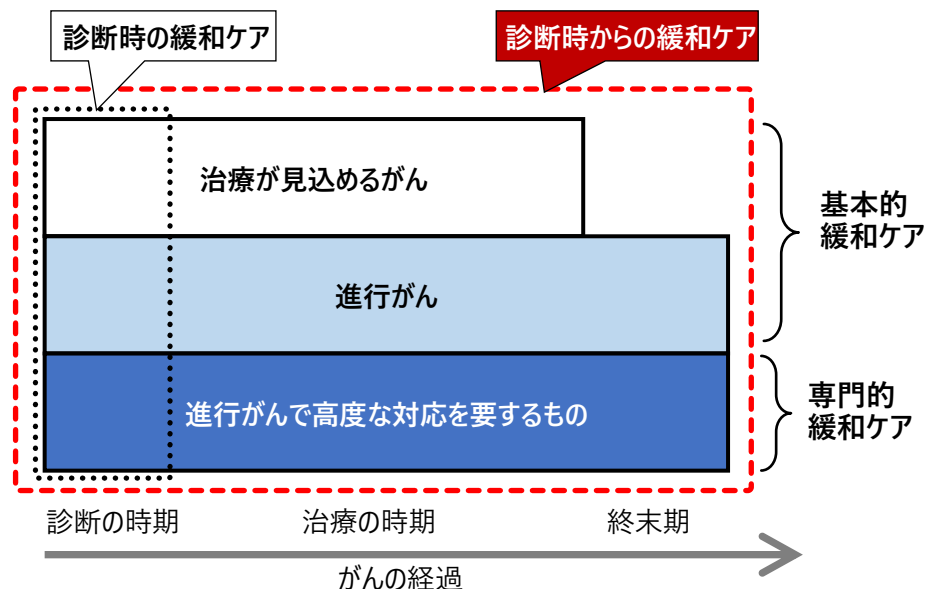 診断時の緩和ケア
診断時からの緩和ケア
治療が見込めるがん
基本的
緩和ケア
進行がん
進行がんで高度な対応を要するもの
専門的
緩和ケア
診断の時期
治療の時期
終末期
がんの経過